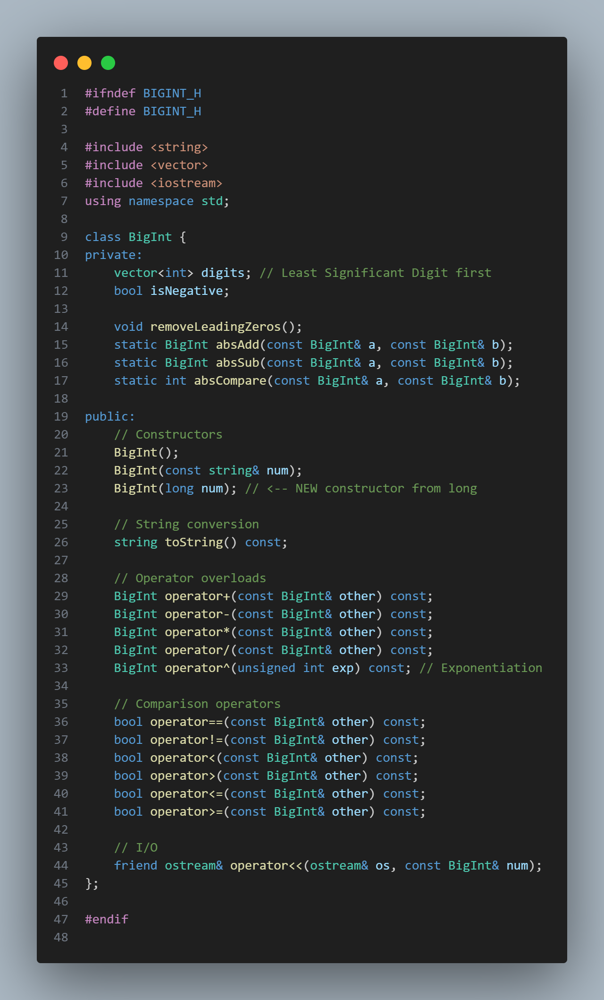 1 #ifndef BIGINT_H
2 #define BIGINT_H
3
4 #include <string>
5 #include <vector>
6 #include <iostream>
7 using namespace std;
8
9 class BigInt {
10 private:
11     vector<int> digits; // Least Significant Digit first
12     bool isNegative;
13
14     void removeLeadingZeros();
15     static BigInt absAdd(const BigInt& a, const BigInt& b);
16     static BigInt absSub(const BigInt& a, const BigInt& b);
17     static int absCompare(const BigInt& a, const BigInt& b);
18
19 public:
20     // Constructors
21     BigInt();
22     BigInt(const string& num);
23     BigInt(long num); // <-- NEW constructor from long
24
25     // String conversion
26     string toString() const;
27
28     // Operator overloads
29     BigInt operator+(const BigInt& other) const;
30     BigInt operator-(const BigInt& other) const;
31     BigInt operator*(const BigInt& other) const;
32     BigInt operator/(const BigInt& other) const;
33     BigInt operator^(unsigned int exp) const; // Exponentiation
34
35     // Comparison operators
36     bool operator==(const BigInt& other) const;
37     bool operator!=(const BigInt& other) const;
38     bool operator<(const BigInt& other) const;
39     bool operator>(const BigInt& other) const;
40     bool operator<=(const BigInt& other) const;
41     bool operator>=(const BigInt& other) const;
42
43     // I/O
44     friend ostream& operator<<(ostream& os, const BigInt& num);
45 };
46
47 #endif
48